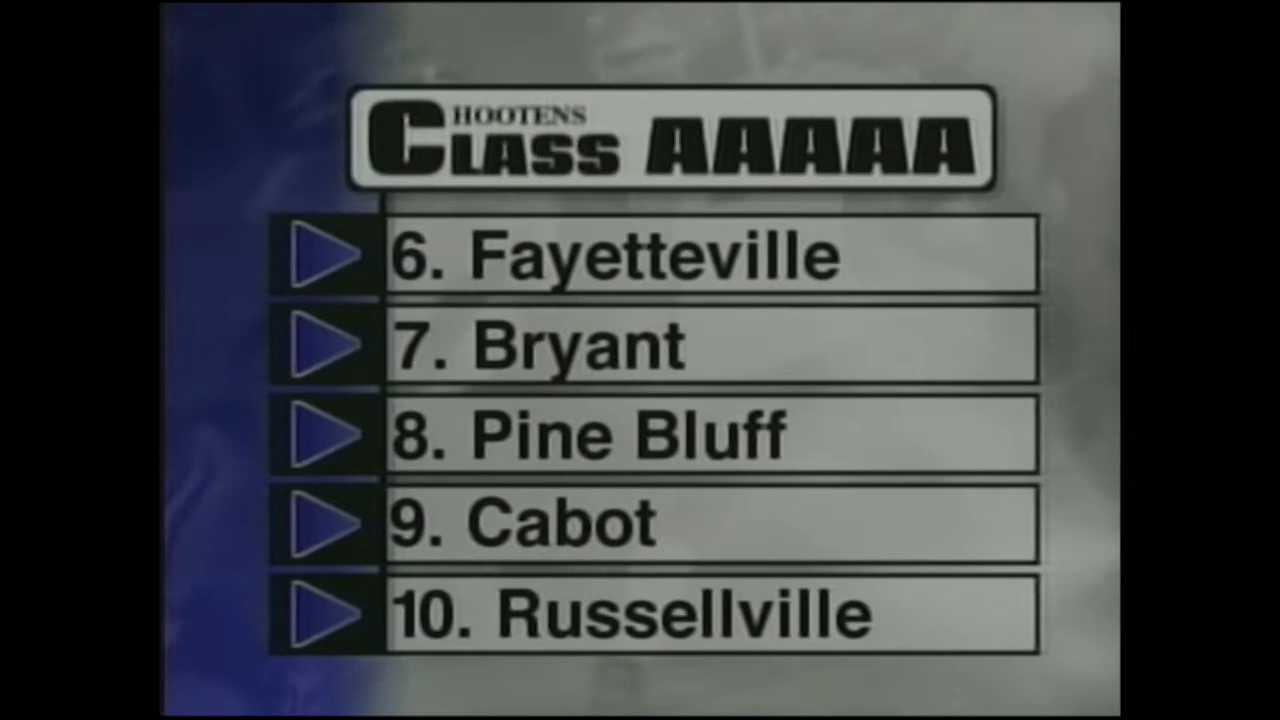 HOOTENS
CLASS AAAAA
6. Fayetteville
7. Bryant
8. Pine Bluff
9. Cabot
10. Russellville